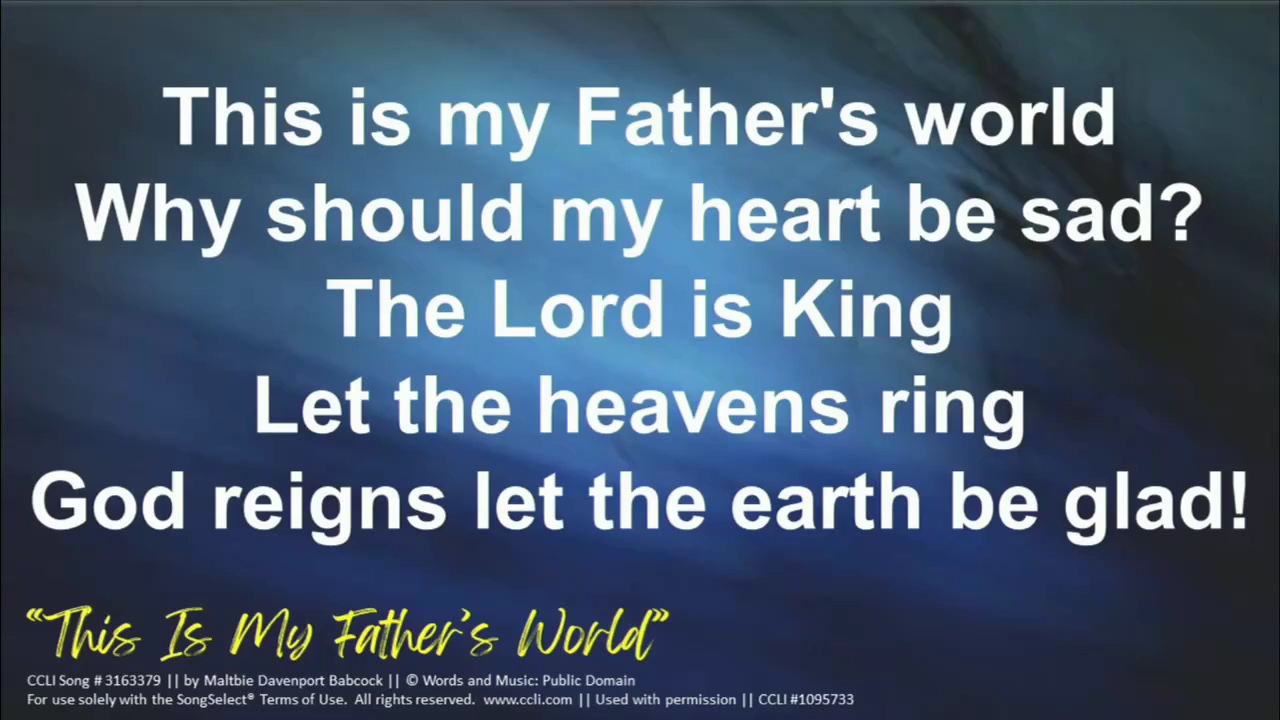 This is my Father's world
Why should my heart be sad?
The Lord is King
Let the heavens ring
God reigns let the earth be glad!
“This Is My Father’s World”
CCLI Song # 3163379 || by Maltbie Davenport Babcock || © Words and Music: Public Domain
For use solely with the SongSelect® Terms of Use.  All rights reserved.  www.ccli.com || Used with permission || CCLI #1095733